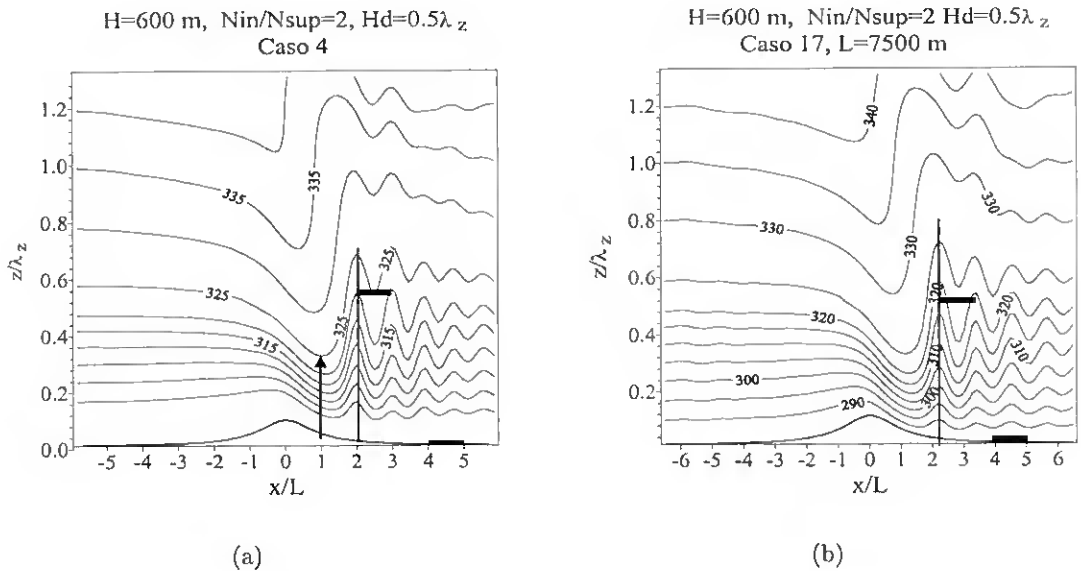 H=600 m, Nin/Nsup=2, Hd=0.5λ z
Caso 4
1.2
1.0
0.8
0.6
0.4
0.2
0.0
z/λ z
335
335
325
325
325
315
315
-5 -4 -3 -2 -1 0 1 2 3 4 5
x/L
(a)
H=600 m, Nin/Nsup=2 Hd=0.5λ z
Caso 17, L=7500 m
1.2
1.0
0.8
0.6
0.4
0.2
z/λ z
340
330
330
330
320
320
320
310
310
300
300
290
-6 -5 -4 -3 -2 -1 0 1 2 3 4 5 6
x/L
(b)